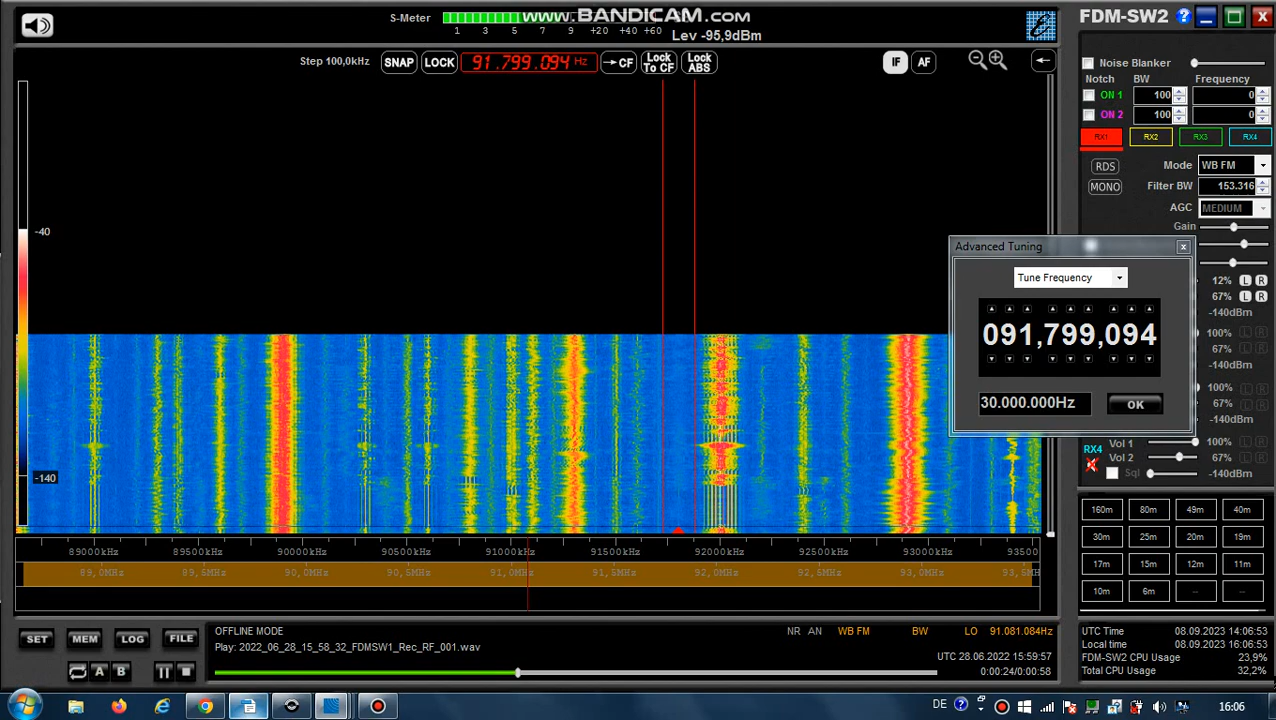 S-Meter
1 3 5 7 9 +20 +40 +60
www.BANDICAM.com
Lev -95,9dBm
FDM-SW2
Step 100,0kHz
SNAP
LOCK
91.799.094 Hz
→CF
Lock To CF
Lock ABS
IF
AF
Noise Blanker
Notch BW Frequency
ON 1 100 0
ON 2 100 0
RX1 RX2 RX3 RX4
RDS
Mode WB FM
MONO
Filter BW 153.316
AGC MEDIUM
Gain
-40
-140
Advanced Tuning
Tune Frequency
091,799,094
30.000.000Hz
OK
12% L R
67% L R
-140dBm
100% L R
67% L R
-140dBm
100% L R
67% L R
-140dBm
Vol 1 100% L R
RX4
Vol 2 67% L R
Sql -140dBm
160m 80m 49m 40m
30m 25m 20m 19m
17m 15m 12m 11m
10m 6m -- --
89000kHz 89500kHz 90000kHz 90500kHz 91000kHz 91500kHz 92000kHz 92500kHz 93000kHz 93500
89,0MHz 89,5MHz 90,0MHz 90,5MHz 91,0MHz 91,5MHz 92,0MHz 92,5MHz 93,0MHz 93,5MH
SET
MEM
LOG
FILE
A
B
OFFLINE MODE
NR AN WB FM BW LO 91.081.084Hz
Play: 2022_06_28_15_58_32_FDMSW1_Rec_RF_001.wav
UTC 28.06.2022 15:59:57
0:00:24/0:00:58
UTC Time 08.09.2023 14:06:53
Local time 08.09.2023 16:06:53
FDM-SW2 CPU Usage 23,9%
Total CPU Usage 32,2%
DE
16:06